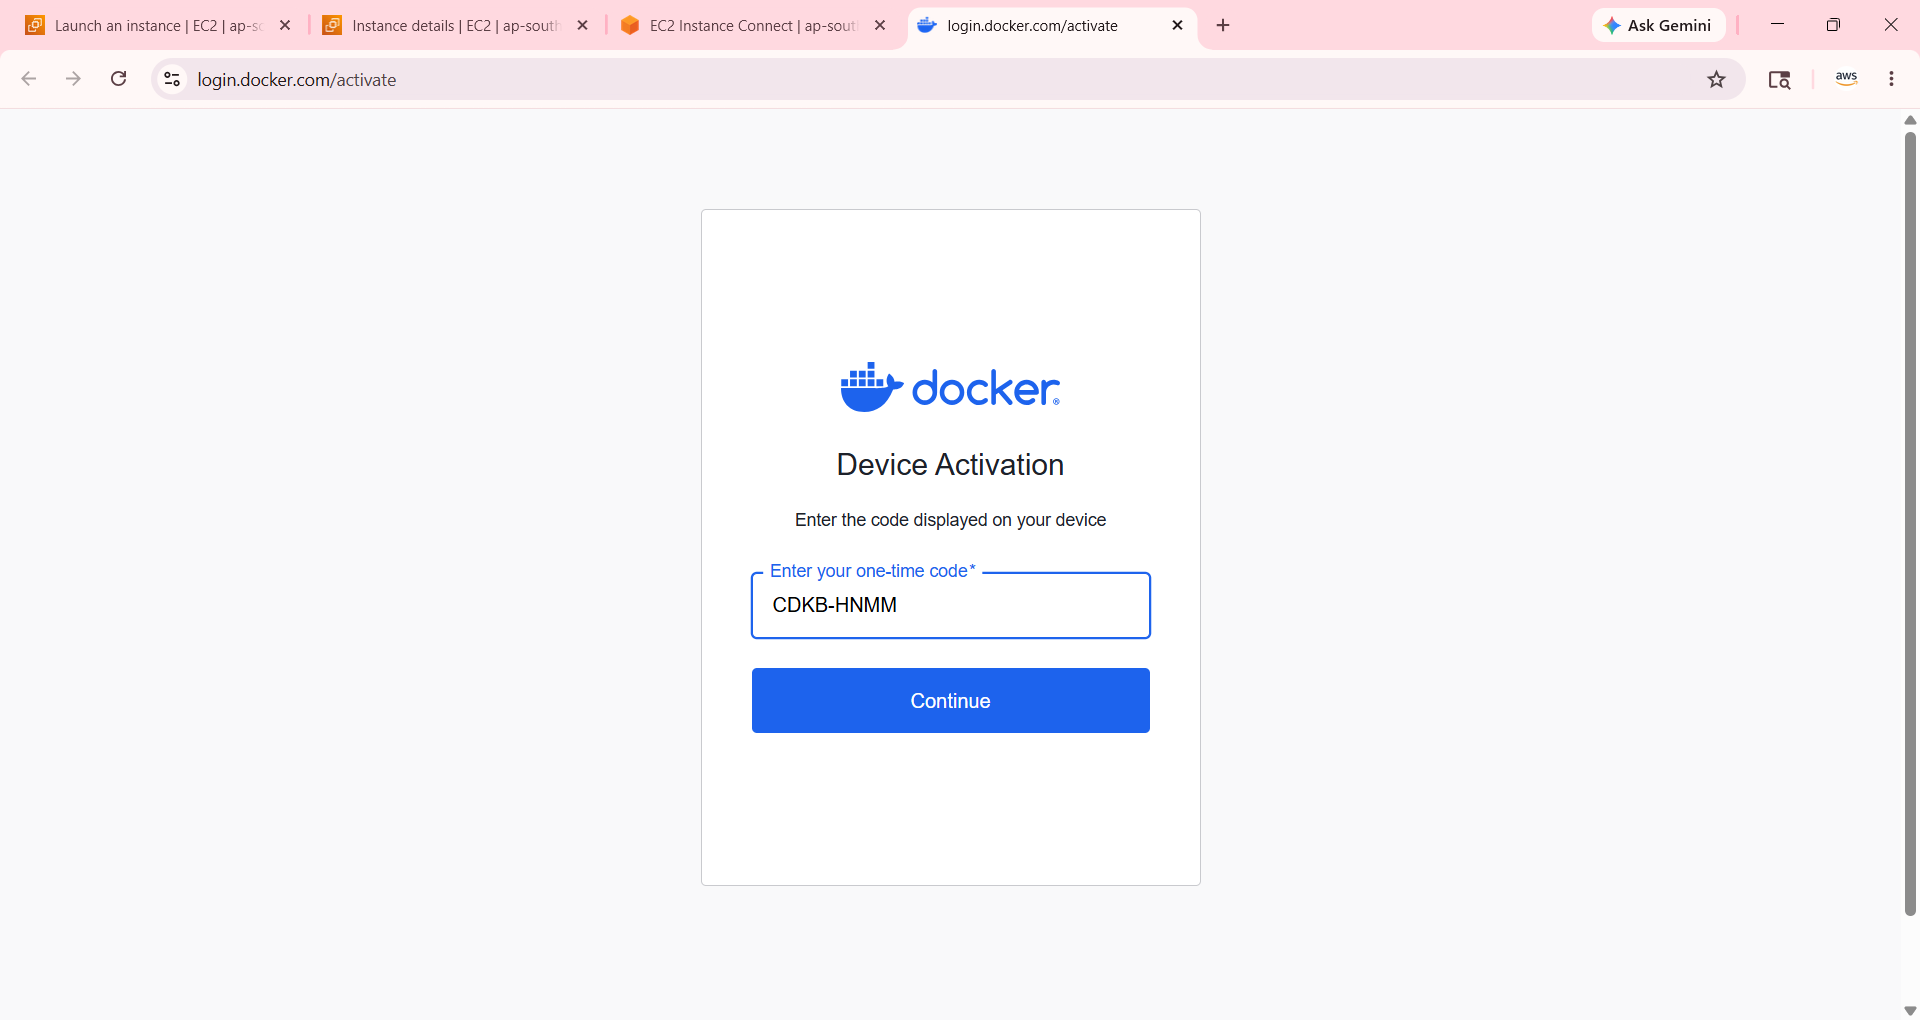 Launch an instance | EC2 | ap-sc
Instance details | EC2 | ap-south
EC2 Instance Connect | ap-sout
login.docker.com/activate
Ask Gemini
login.docker.com/activate
aws
docker
®
Device Activation
Enter the code displayed on your device
Enter your one-time code*
CDKB-HNMM
Continue